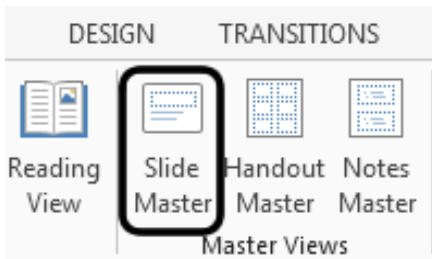 DESIGN TRANSITIONS
Reading Slide Handout Notes
View Master Master Master
Master Views